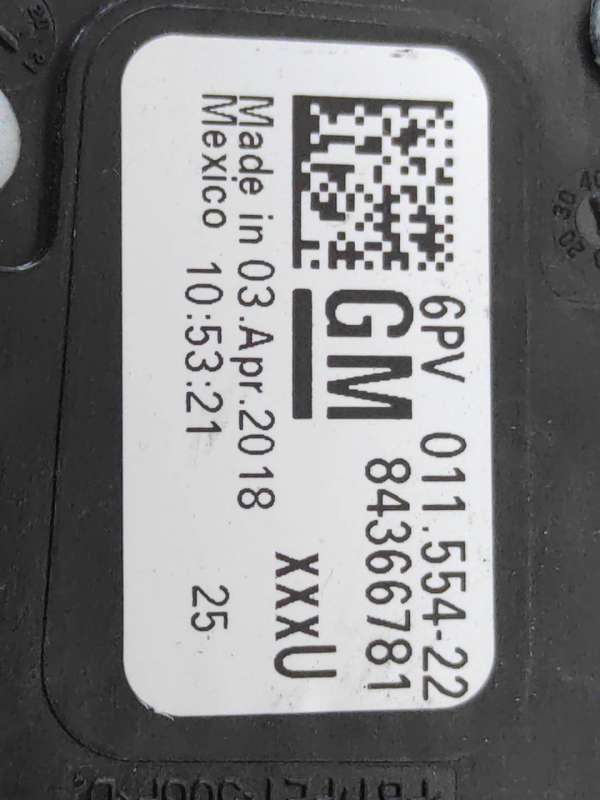 6PV 011.554-22
GM 84366781
xxxU
Made in 03.Apr.2018
Mexico 10:53:21 25